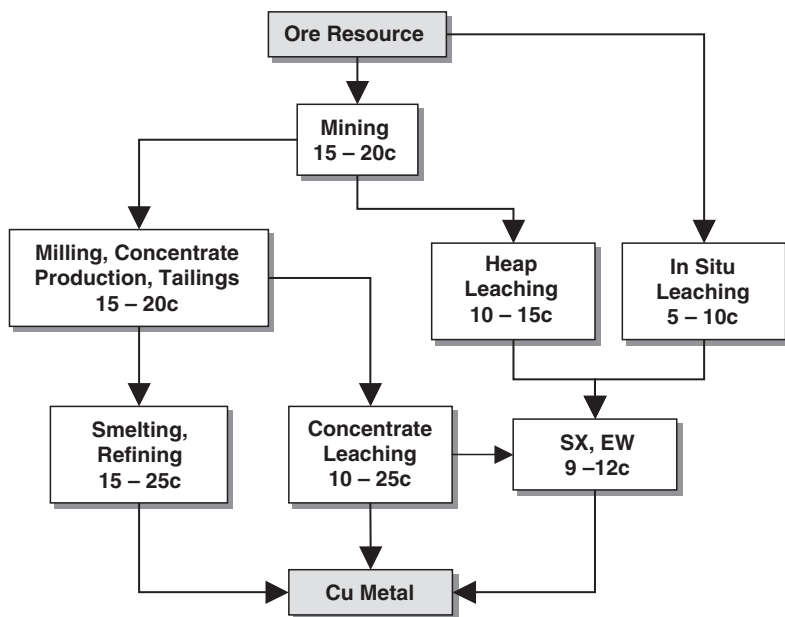 Ore Resource
Mining
15 – 20c
Milling, Concentrate
Production, Tailings
15 – 20c
Heap
Leaching
10 – 15c
In Situ
Leaching
5 – 10c
Smelting,
Refining
15 – 25c
Concentrate
Leaching
10 – 25c
SX, EW
9 –12c
Cu Metal